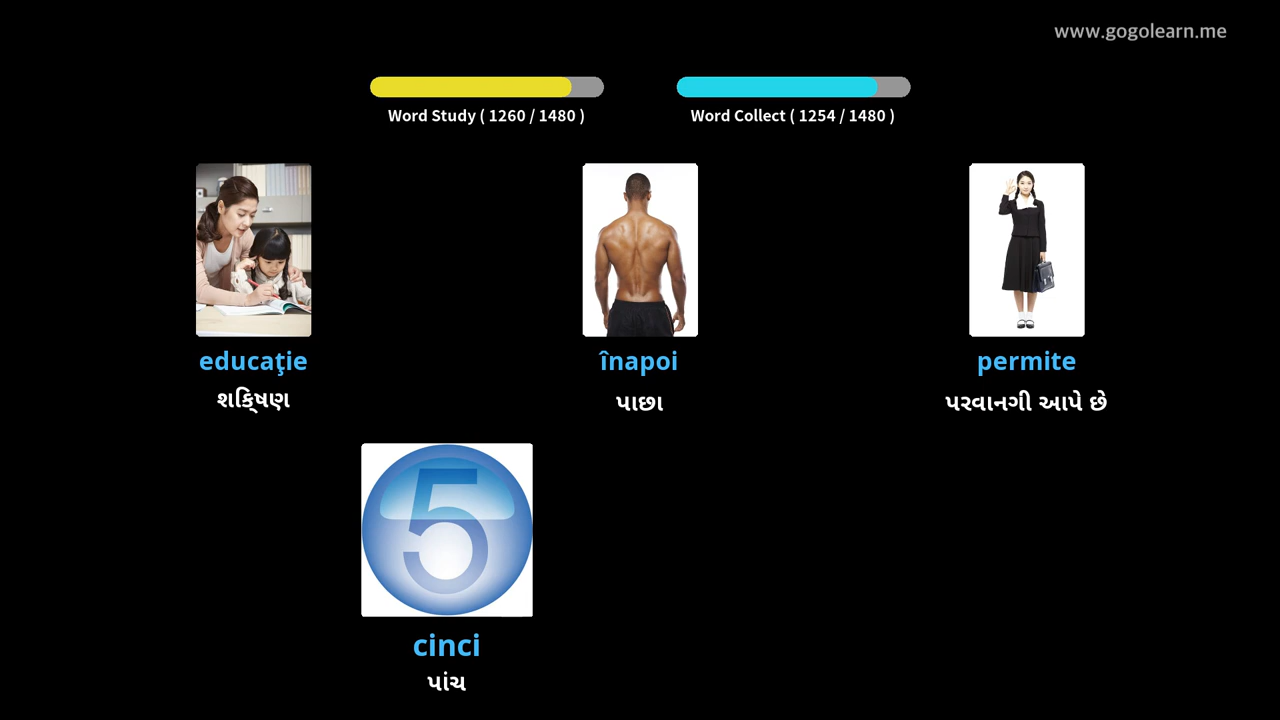 www.gogolearn.me
Word Study ( 1260 / 1480 )
Word Collect ( 1254 / 1480 )
educaţie
શકિ્ષણ
înapoi
પાછા
permite
પરવાનગી આપે છે
5
cinci
પાંચ